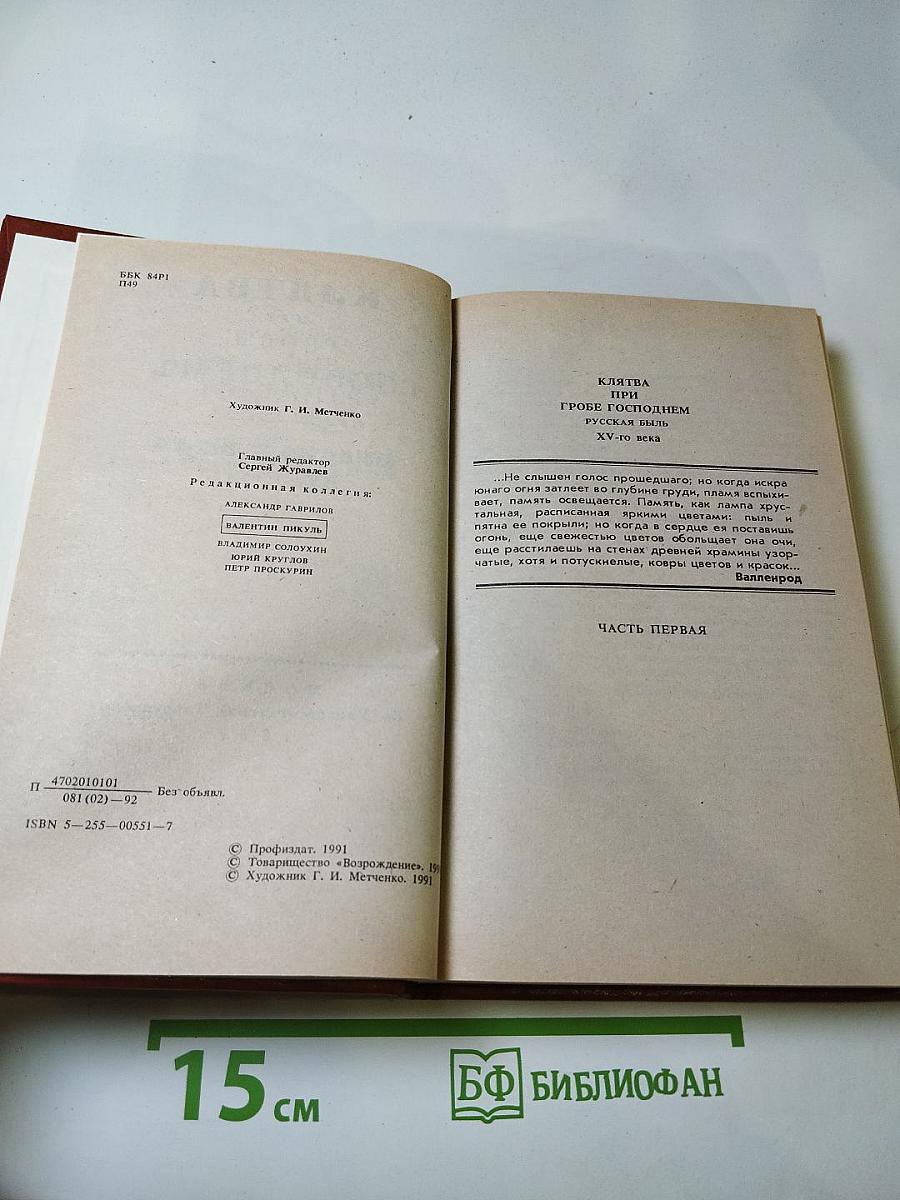 ББК 84Р1
П49
Художник Г. И. Метченко
Главный редактор
Сергей Журавлев
Редакционная коллегия:
АЛЕКСАНДР ГАВРИЛОВ
ВАЛЕНТИН ПИКУЛЬ
ВЛАДИМИР СОЛОУХИН
ЮРИЙ КРУГЛОВ
ПЕТР ПРОСКУРИН
П 4702010101
081 (02)—92 Без объявл.
ISBN 5—255—00551—7
© Профиздат. 1991
© Товарищество «Возрождение».
© Художник Г. И. Метченко. 1991
КЛЯТВА
ПРИ
ГРОБЕ ГОСПОДНЕМ
РУССКАЯ БЫЛЬ
XV-го века
...Не слышен голос прошедшаго; но когда искра
юнаго огня затлеет во глубине груди, пламя вспыхи-
вает, память освещается. Память, как лампа хрус-
тальная, расписанная яркими цветами: пыль и
пятна ее покрыли; но когда в сердце ея поставишь
огонь, еще свежестью цветов обольщает она очи,
еще расстилаешь на стенах древней храмины узор-
чатые, хотя и потускнелые, ковры цветов и красок...
Валленрод
ЧАСТЬ ПЕРВАЯ
15 см
БФ БИБЛИОФАН